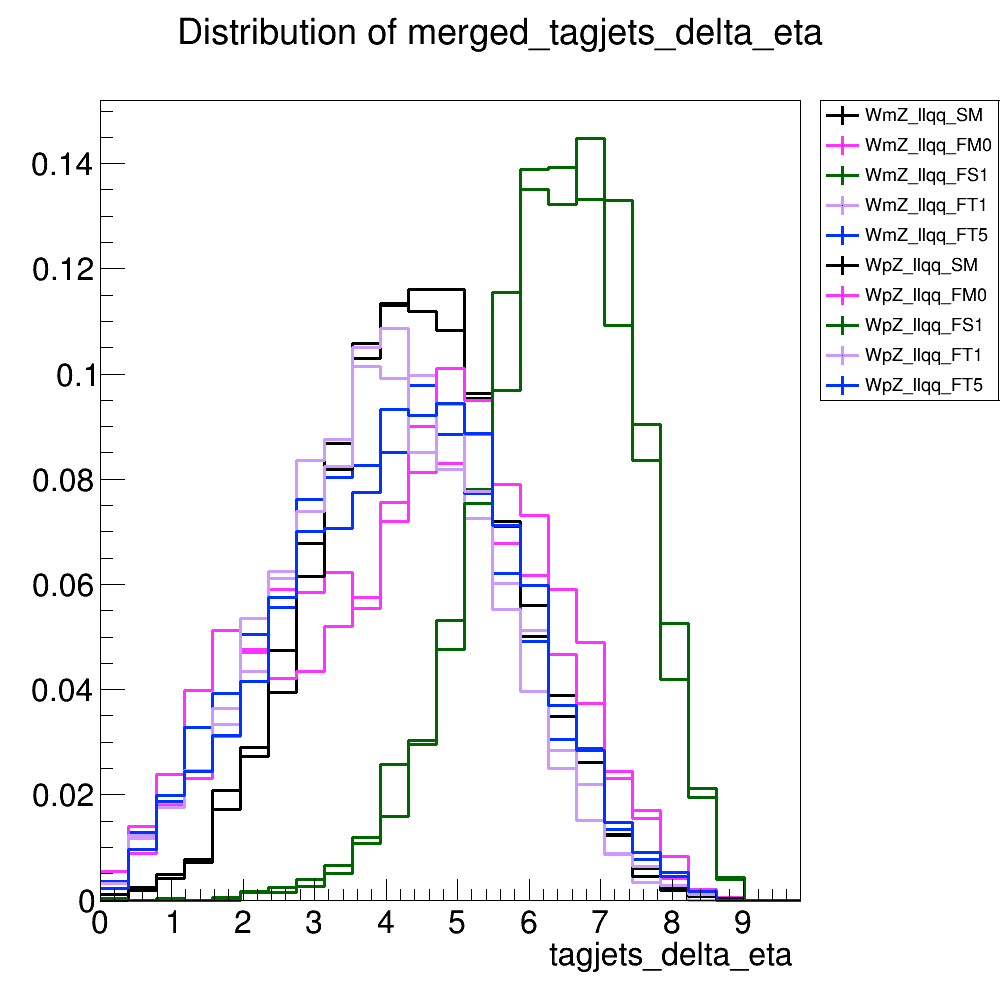 Distribution of merged_tagjets_delta_eta
WmZ_llqq_SM
WmZ_llqq_FM0
WmZ_llqq_FS1
WmZ_llqq_FT1
WmZ_llqq_FT5
WpZ_llqq_SM
WpZ_llqq_FM0
WpZ_llqq_FS1
WpZ_llqq_FT1
WpZ_llqq_FT5
0.14
0.12
0.1
0.08
0.06
0.04
0.02
0
0 1 2 3 4 5 6 7 8 9
tagjets_delta_eta